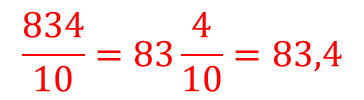 834/10 = 83 4/10 = 83,4